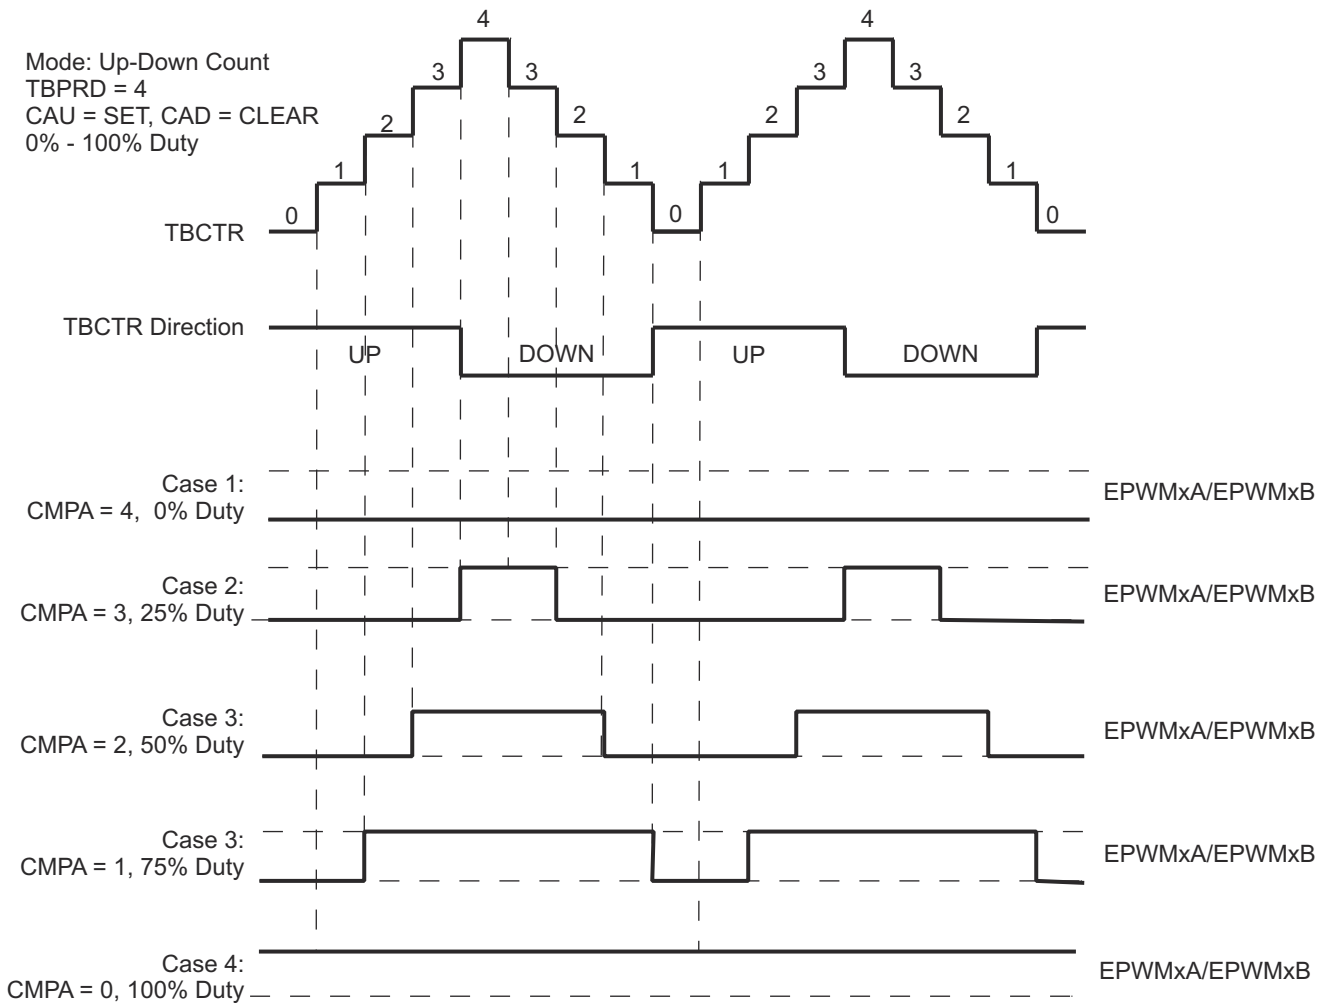 4
4
Mode: Up-Down Count
TBPRD = 4
CAU = SET, CAD = CLEAR
0% - 100% Duty
3
3
3
3
2
2
2
2
1
1
1
1
0
0
0
TBCTR
TBCTR Direction
UP
DOWN
UP
DOWN
Case 1:
CMPA = 4, 0% Duty
EPWMxA/EPWMxB
Case 2:
CMPA = 3, 25% Duty
EPWMxA/EPWMxB
Case 3:
CMPA = 2, 50% Duty
EPWMxA/EPWMxB
Case 3:
CMPA = 1, 75% Duty
EPWMxA/EPWMxB
Case 4:
CMPA = 0, 100% Duty
EPWMxA/EPWMxB